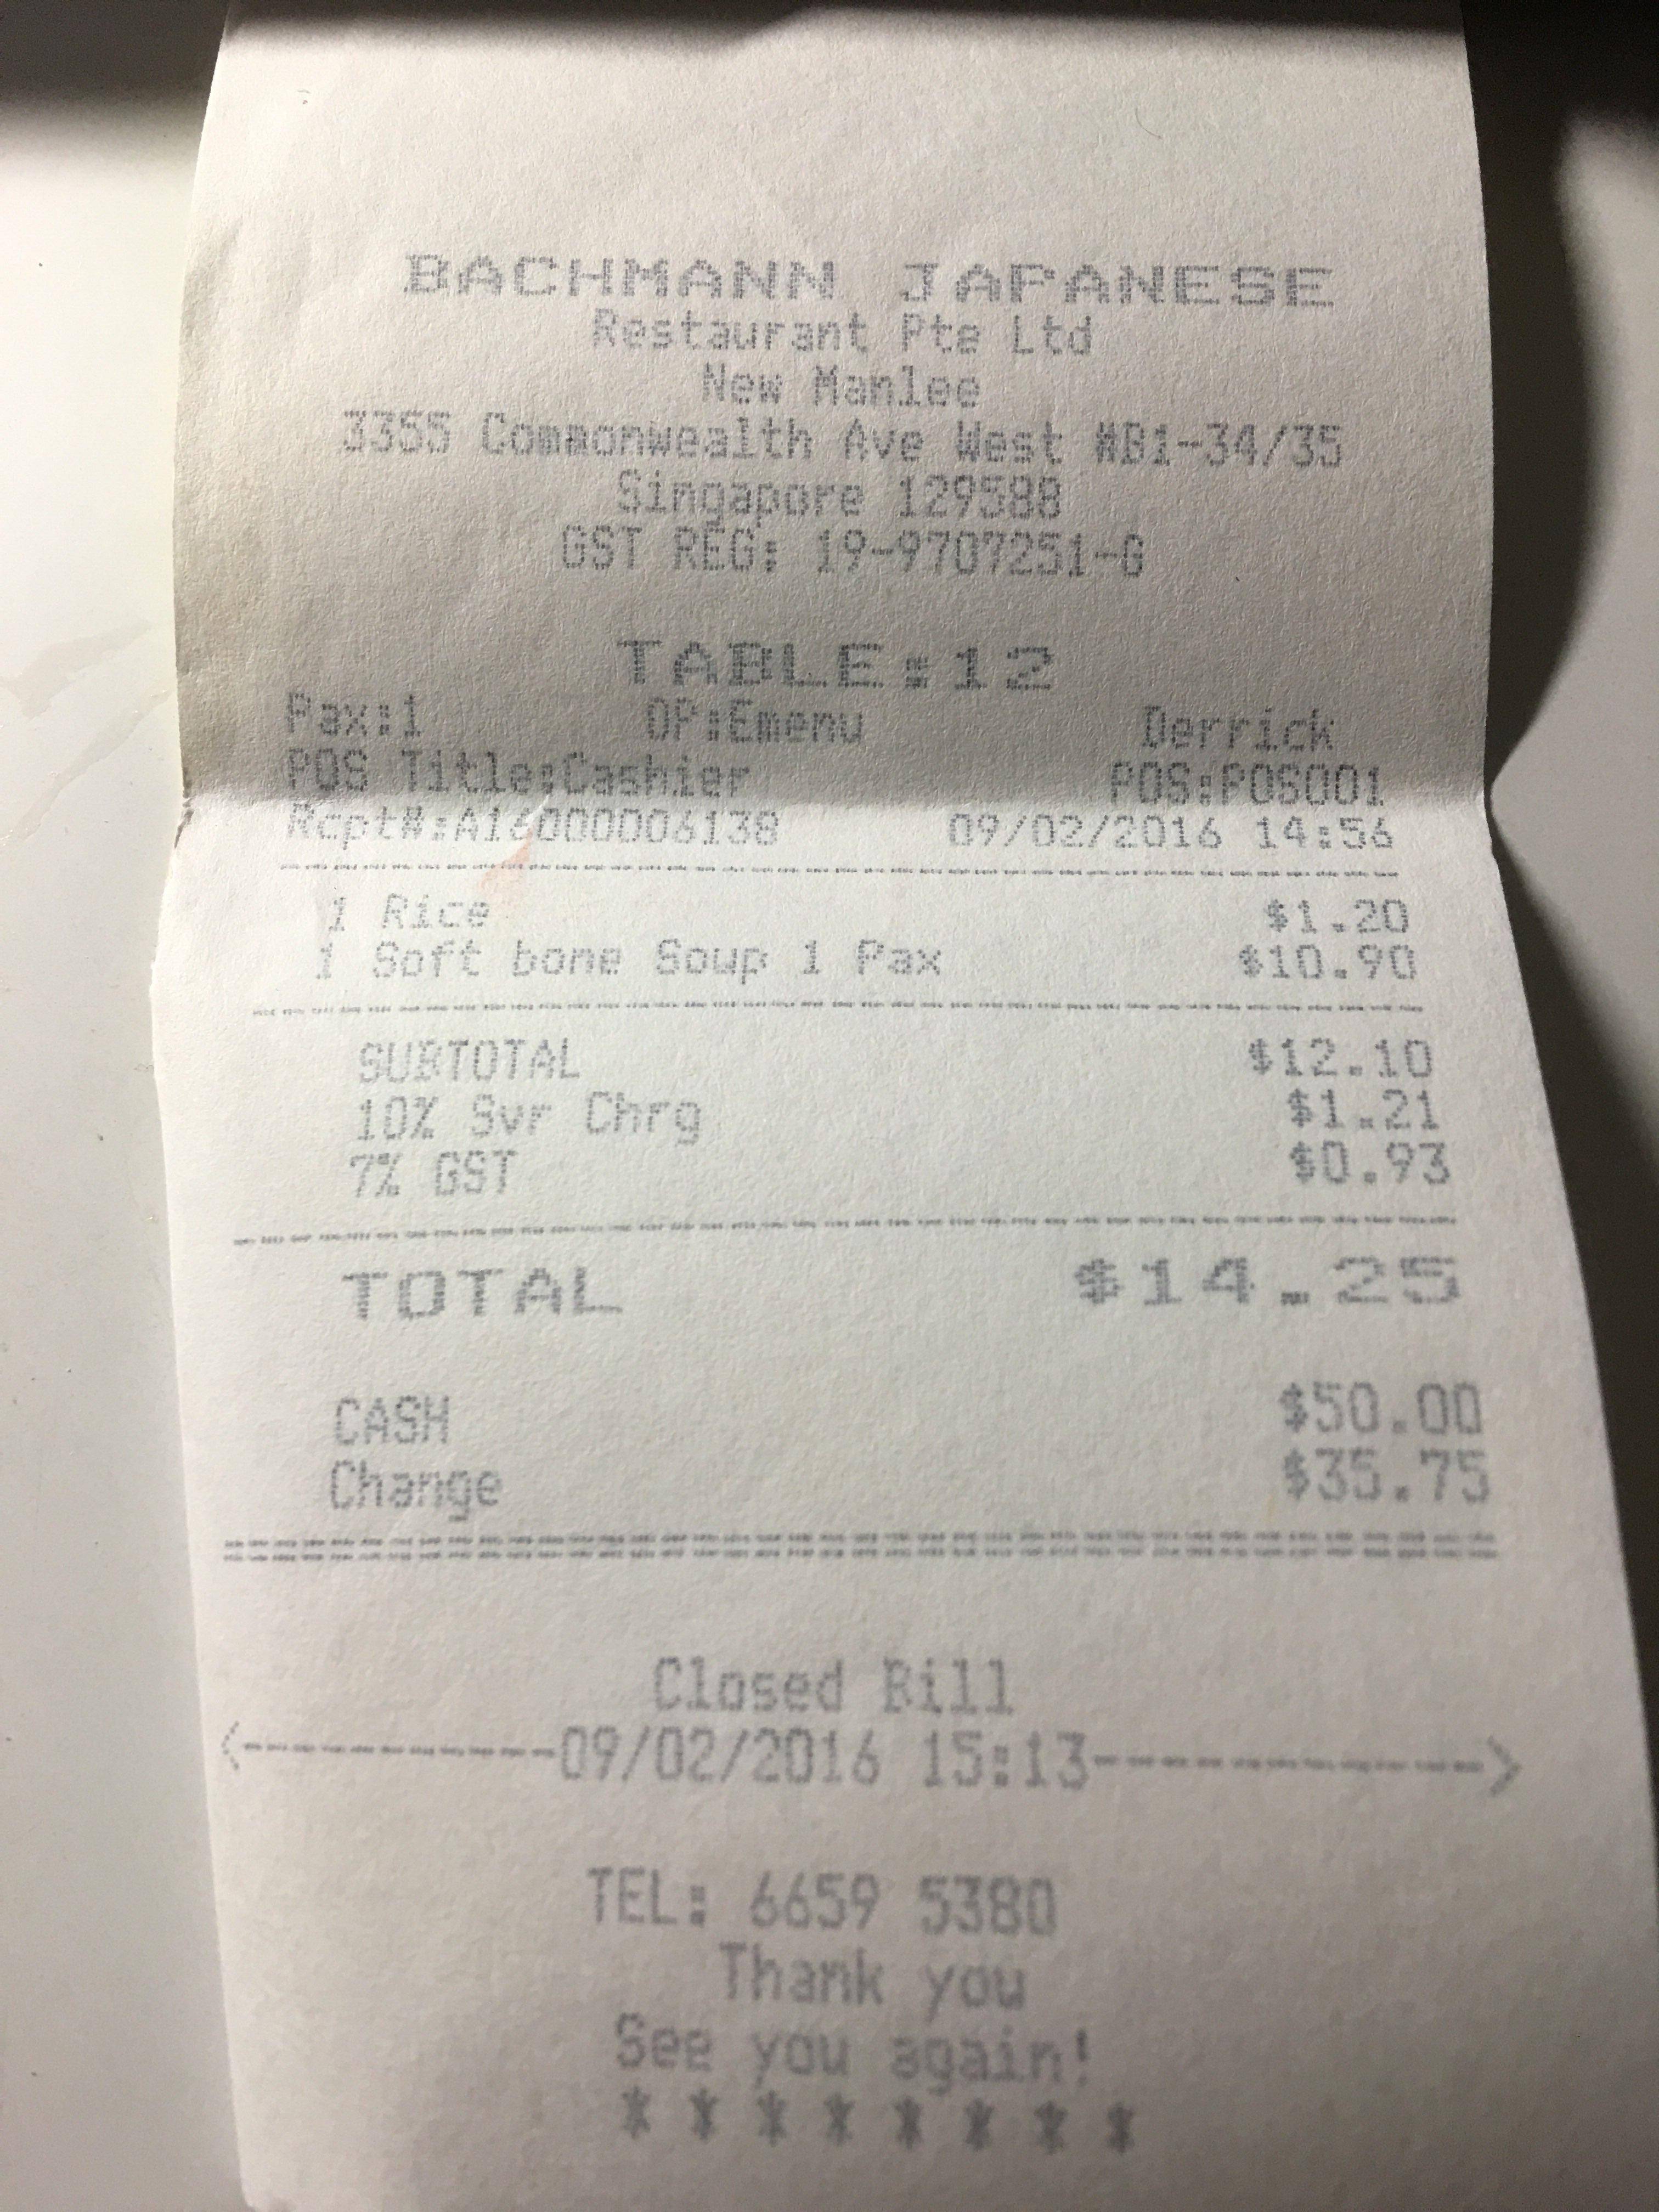 BACHMANN JAPANESE
Restaurant Pte Ltd
New Manlee
3355 Commonwealth Ave West #B1-34/35
Singapore 129588
GST REG: 19-9707251-G
TABLE:12
Pax:1 OP:Emenu Derrick
POS Title:Cashier POS:POS001
Rcpt#:A16000006138 09/02/2016 14:56
1 Rice $1.20
1 Soft bone Soup 1 Pax $10.90
SUBTOTAL $12.10
10% Svr Chrg $1.21
7% GST $0.93
TOTAL $14.25
CASH $50.00
Change $35.75
Closed Bill
<-----------09/02/2016 15:13----------->
TEL: 6659 5380
Thank you
See you again!
* * * * * * * *